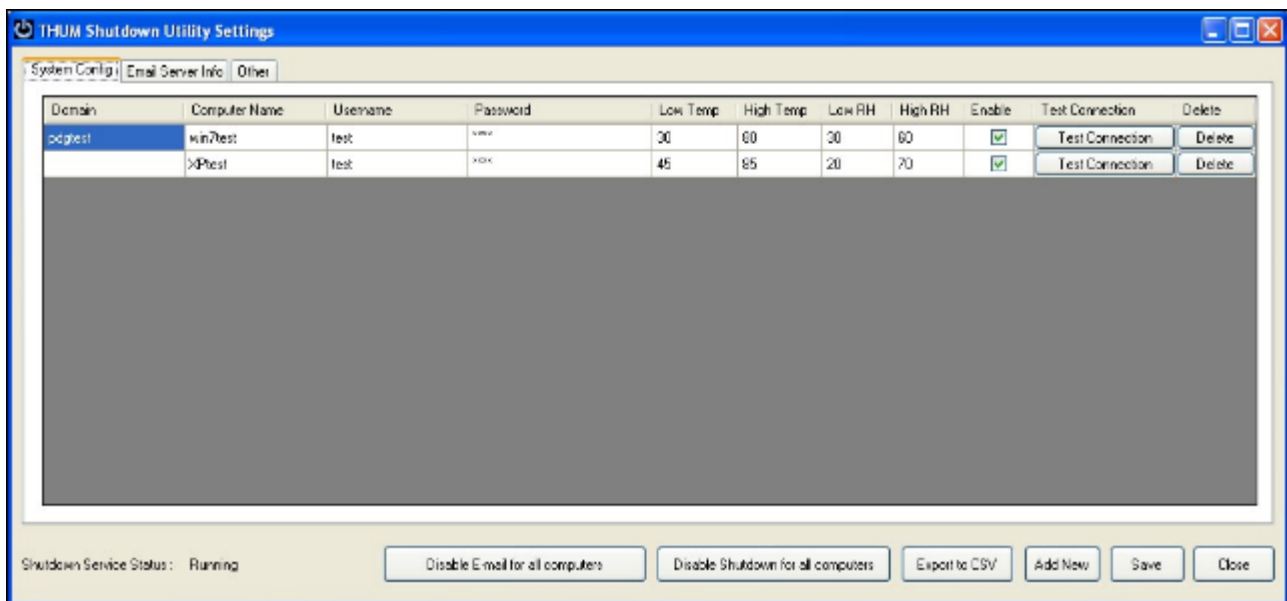 THUM Shutdown Utility Settings
System Config Email Server Info Other
Domain Computer Name Username Password Low Temp High Temp Low RH High RH Enable Test Connection Delete
pdgtest win7test test **** 30 80 30 60 Test Connection Delete
XPtest test **** 45 85 20 70 Test Connection Delete
Shutdown Service Status : Running Disable E-mail for all computers Disable Shutdown for all computers Export to CSV Add New Save Close